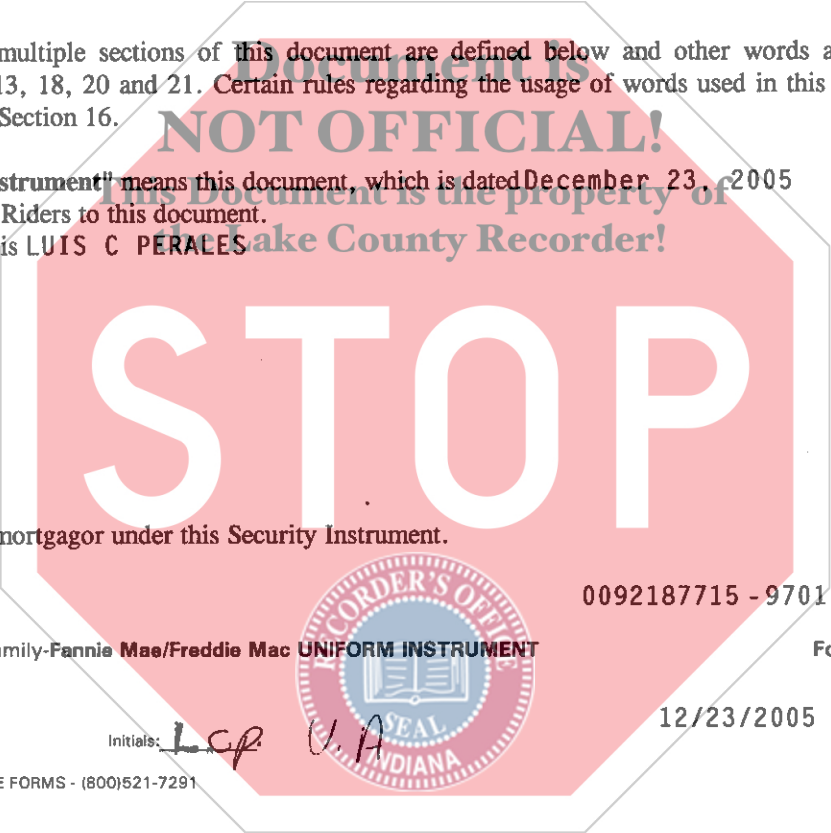 multiple sections of this document are defined below and other words a
Document is
13, 18, 20 and 21. Certain rules regarding the usage of words used in this
Section 16.
NOT OFFICIAL!
strument" means this document, which is dated December 23, 2005
This Document is the property of
Riders to this document.
is LUIS C PERALES
the Lake County Recorder!
STOP
mortgagor under this Security Instrument.
0092187715 - 9701
RECORDER'S OFFICE
mily-Fannie Mae/Freddie Mac UNIFORM INSTRUMENT
Fo
SEAL
INDIANA
12/23/2005
Initials: LCP. V.A
E FORMS - (800)521-7291